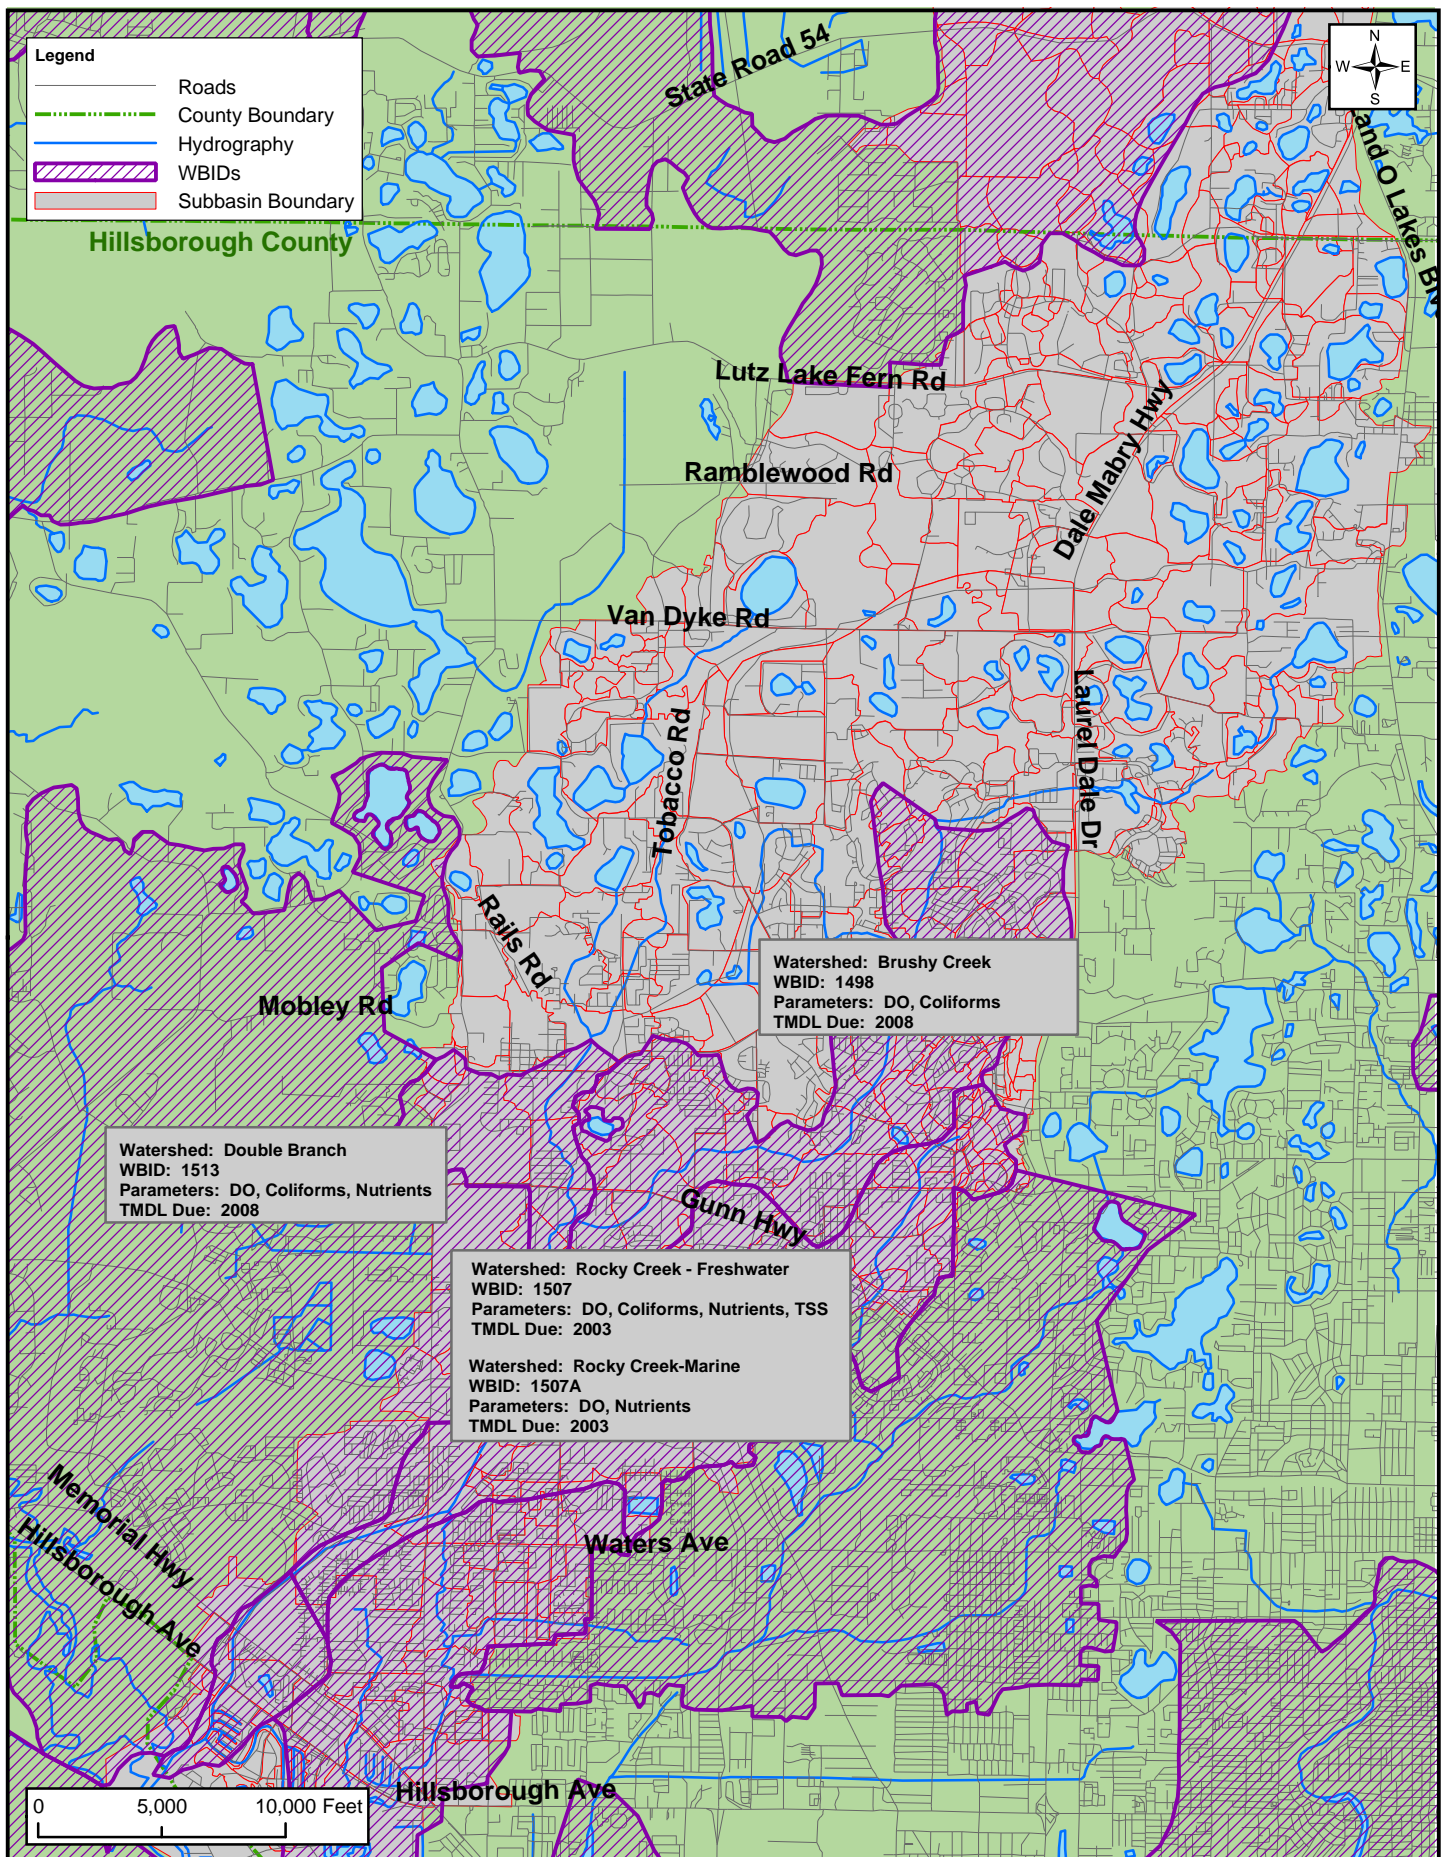 Legend
Roads
County Boundary
Hydrography
WBIDs
Subbasin Boundary
State Road 54
N
W E
S
Land O Lakes Blv
Hillsborough County
Lutz Lake Fern Rd
Dale Mabry Hwy
Ramblewood Rd
Van Dyke Rd
Tobacco Rd
Laurel Dale Dr
Rails Rd
Mobley Rd
Watershed: Brushy Creek
WBID: 1498
Parameters: DO, Coliforms
TMDL Due: 2008
Watershed: Double Branch
WBID: 1513
Parameters: DO, Coliforms, Nutrients
TMDL Due: 2008
Gunn Hwy
Watershed: Rocky Creek - Freshwater
WBID: 1507
Parameters: DO, Coliforms, Nutrients, TSS
TMDL Due: 2003
Watershed: Rocky Creek-Marine
WBID: 1507A
Parameters: DO, Nutrients
TMDL Due: 2003
Memorial Hwy
Hillsborough Ave
Waters Ave
Hillsborough Ave
0 5,000 10,000 Feet